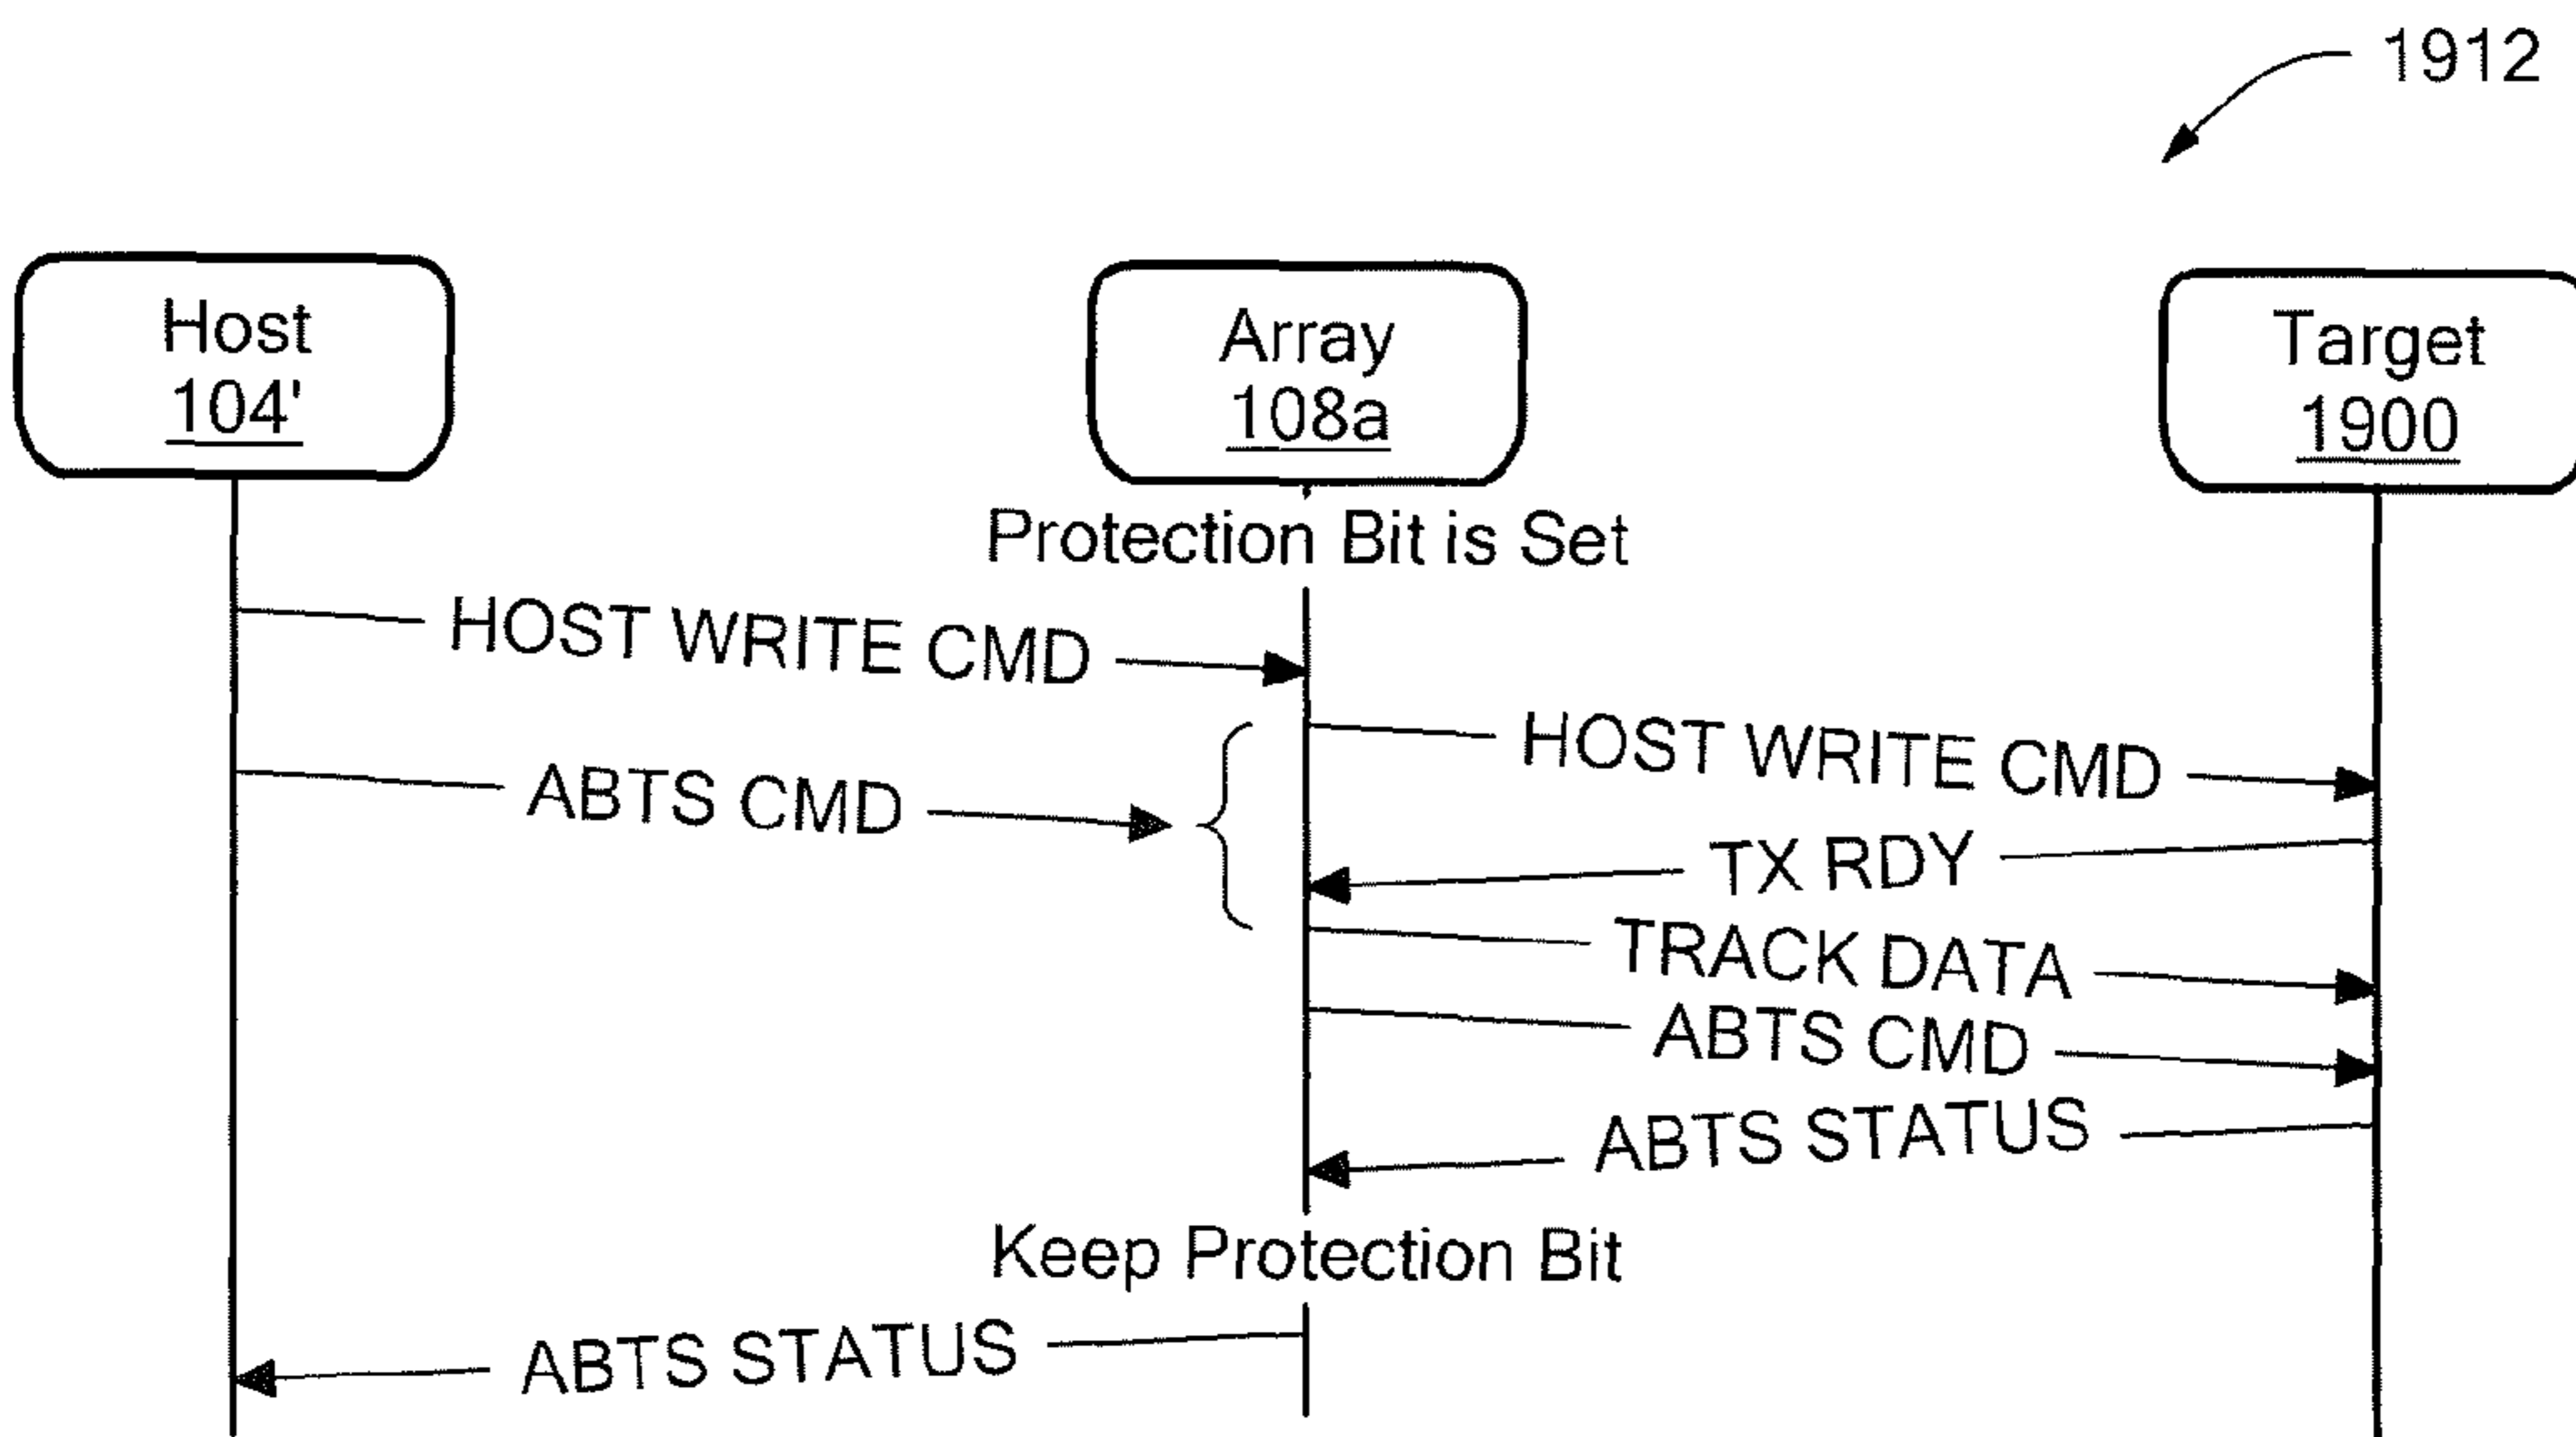 1912
Host
104'
Array
108a
Target
1900
Protection Bit is Set
HOST WRITE CMD
HOST WRITE CMD
ABTS CMD
TX RDY
TRACK DATA
ABTS CMD
ABTS STATUS
Keep Protection Bit
ABTS STATUS